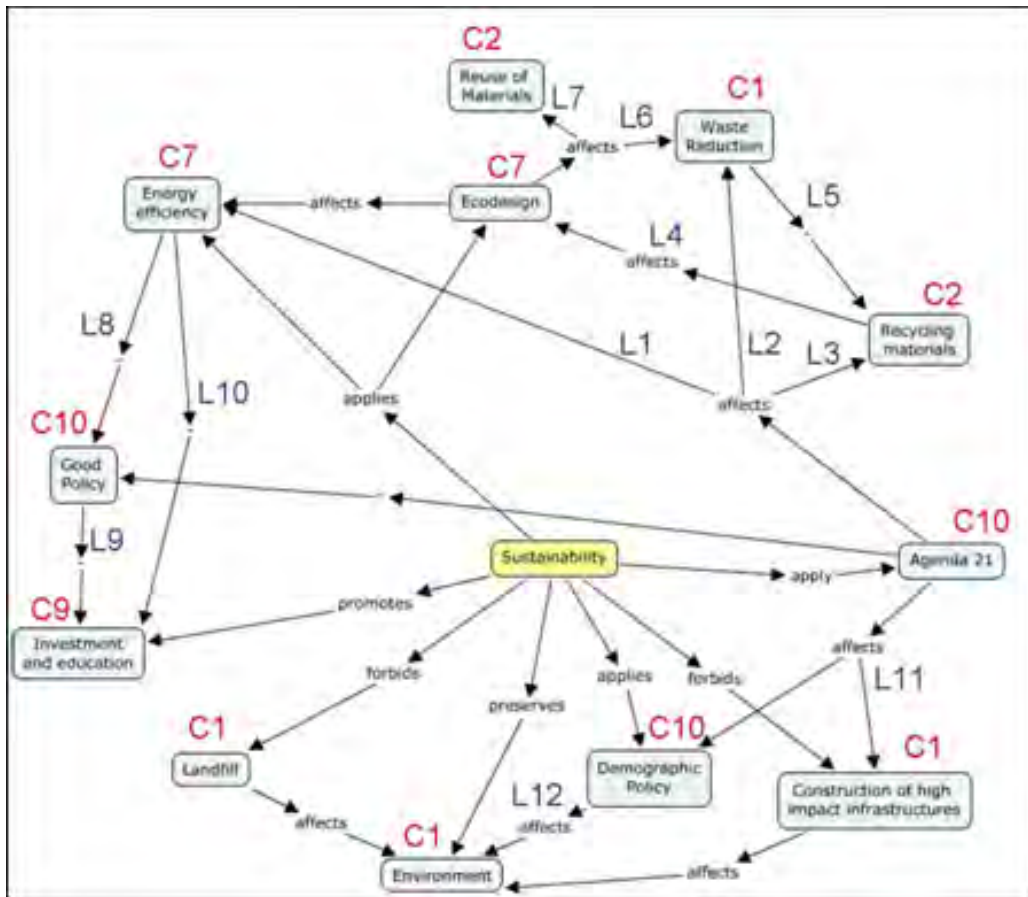 C2
Reuse of
Materials
L7
C1
L6
Waste
Reduction
affects
C7
Energy
efficiency
C7
affects
Ecodesign
L5
L4
affects
C2
Recycling
materials
L8
L1
L2
L3
L10
applies
affects
C10
Good
Policy
L9
C10
Agenda 21
Sustainability
apply
promotes
C9
Investment
and education
forbids
preserves
applies
forbids
affects
L11
C1
Landfill
C10
Demographic
Policy
C1
Construction of high
impact infrastructures
L12
affects
affects
C1
Environment
affects